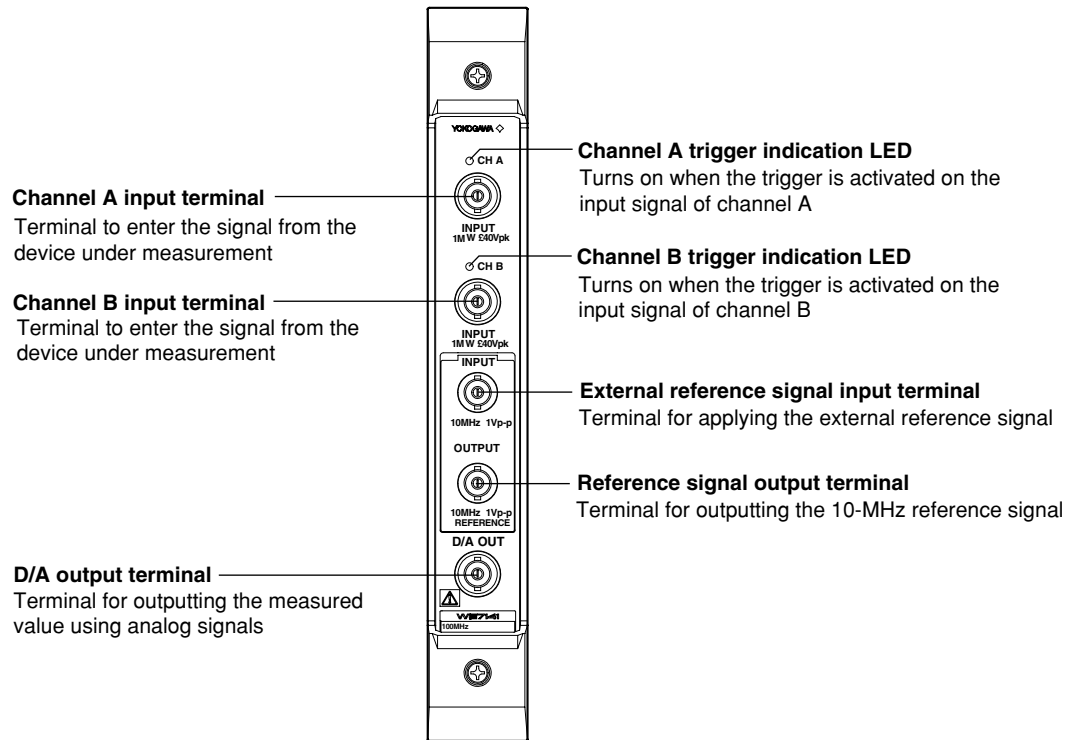 YOKOGAWA
CH A
INPUT
1M W £40Vpk
CH B
INPUT
1M W £40Vpk
INPUT
10MHz 1Vp-p
OUTPUT
10MHz 1Vp-p
REFERENCE
D/A OUT
WE7141
100MHz
Channel A input terminal
Terminal to enter the signal from the
device under measurement
Channel B input terminal
Terminal to enter the signal from the
device under measurement
D/A output terminal
Terminal for outputting the measured
value using analog signals
Channel A trigger indication LED
Turns on when the trigger is activated on the
input signal of channel A
Channel B trigger indication LED
Turns on when the trigger is activated on the
input signal of channel B
External reference signal input terminal
Terminal for applying the external reference signal
Reference signal output terminal
Terminal for outputting the 10-MHz reference signal